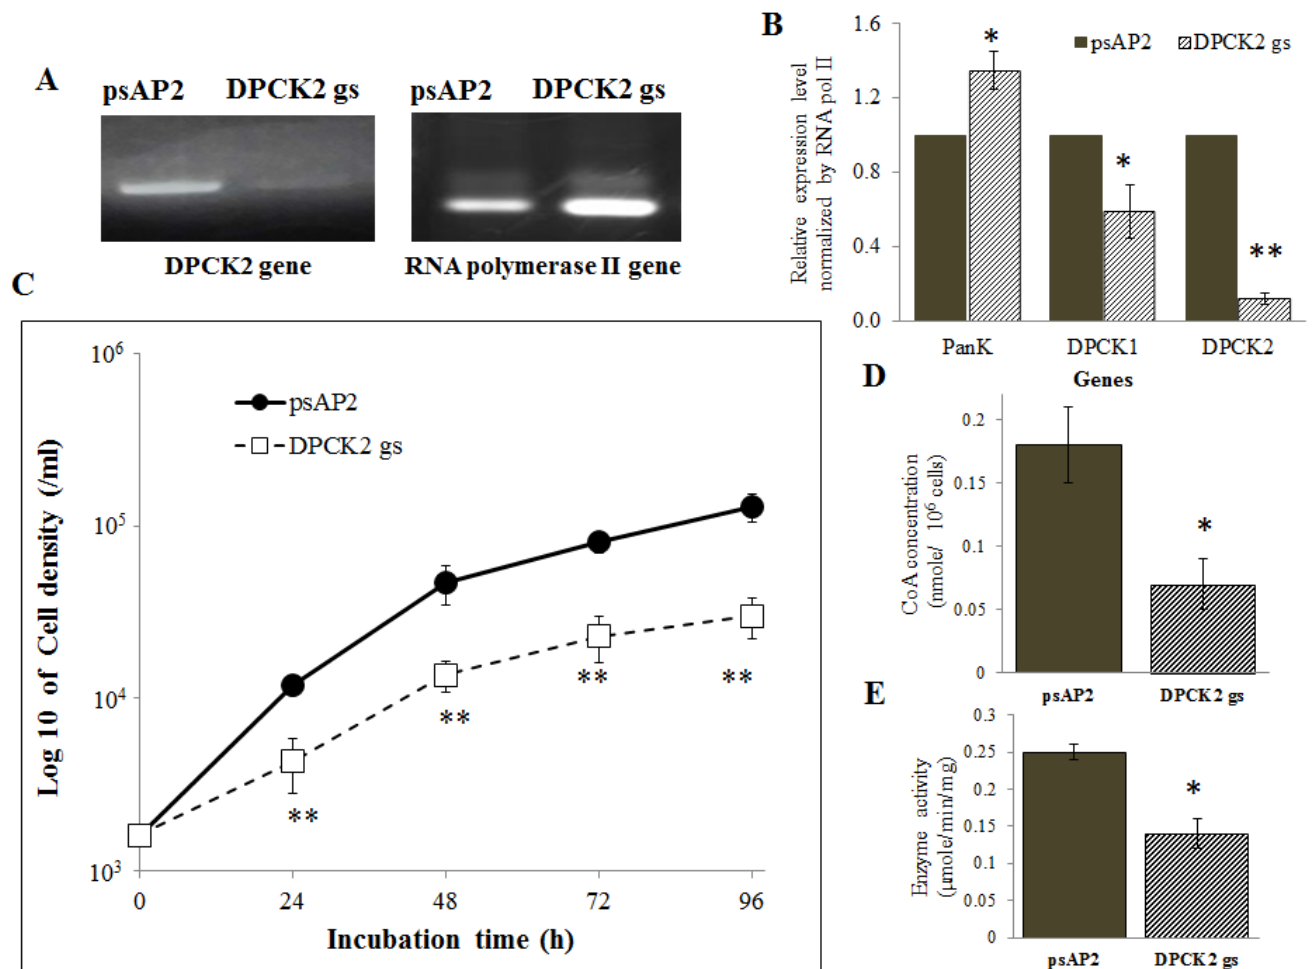 A
psAP2 DPCK2 gs
psAP2 DPCK2 gs
DPCK2 gene
RNA polymerase II gene
B
psAP2
DPCK2 gs
Relative expression level
normalized by RNA pol II
1.6
1.2
0.8
0.4
0.0
*
*
**
PanK
DPCK1
DPCK2
Genes
C
psAP2
DPCK2 gs
Log 10 of Cell density (/ml)
10⁶
10⁵
10⁴
10³
**
**
**
**
0
24
48
72
96
Incubation time (h)
D
CoA concentration
(nmole/ 10⁶ cells)
0.2
0.15
0.1
0.05
0
*
psAP2
DPCK2 gs
E
Enzyme activity
(μmole/min/mg)
0.3
0.25
0.2
0.15
0.1
0.05
0
*
psAP2
DPCK2 gs